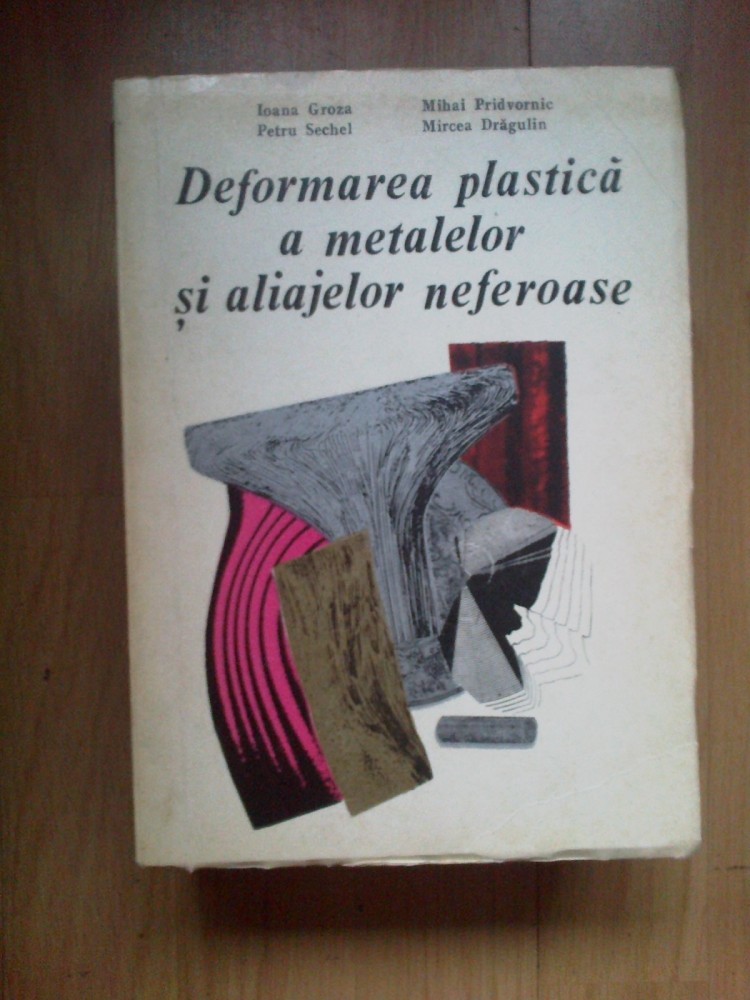 Ioana Groza
Petru Sechel
Mihai Pridvornic
Mircea Drăgulin
Deformarea plastică
a metalelor
și aliajelor neferoase